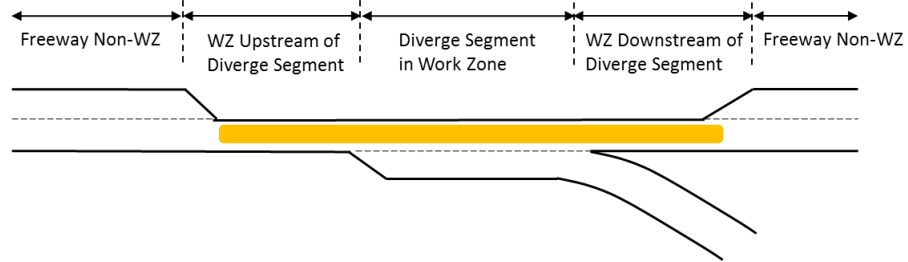 Freeway Non-WZ
WZ Upstream of
Diverge Segment
Diverge Segment
in Work Zone
WZ Downstream of
Diverge Segment
Freeway Non-WZ